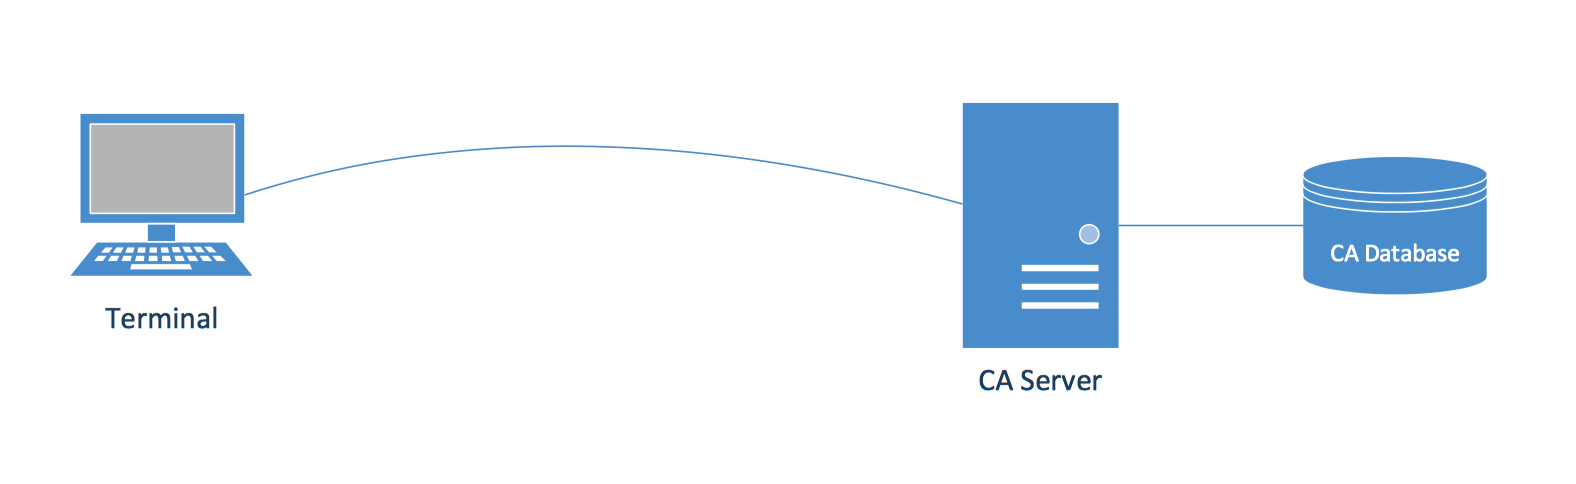 Terminal
CA Server
CA Database